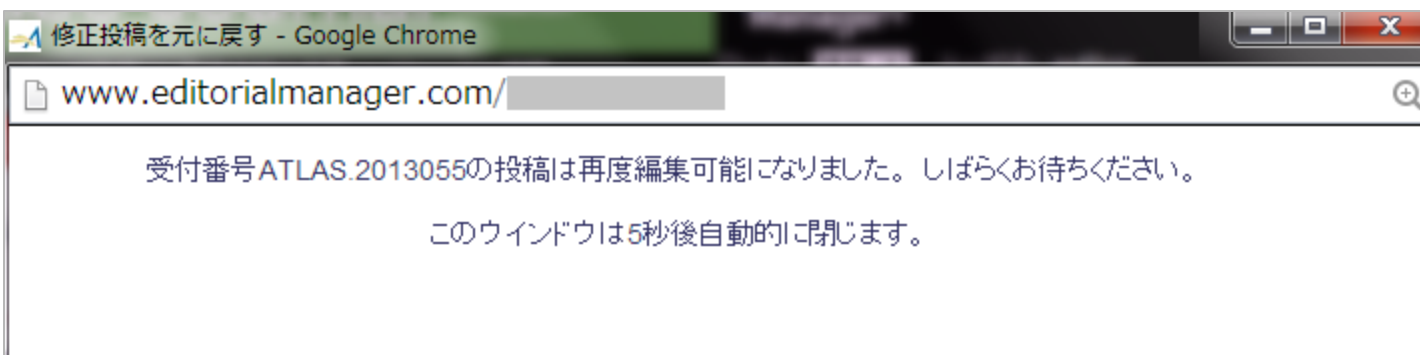 修正投稿を元に戻す - Google Chrome
www.editorialmanager.com/
受付番号ATLAS.2013055の投稿は再度編集可能になりました。しばらくお待ちください。
このウインドウは5秒後自動的に閉じます。